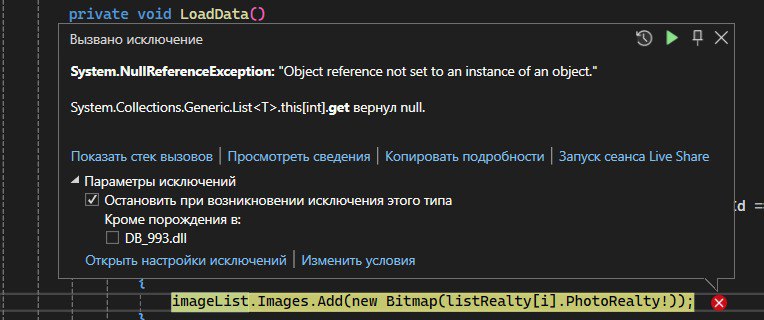 private void LoadData()
Вызвано исключение
System.NullReferenceException: "Object reference not set to an instance of an object."
System.Collections.Generic.List<T>.this[int].get вернул null.
Показать стек вызовов | Просмотреть сведения | Копировать подробности | Запуск сеанса Live Share
Параметры исключений
Остановить при возникновении исключения этого типа
Кроме порождения в:
Id ==
DB_993.dll
Открыть настройки исключений | Изменить условия
{
imageList.Images.Add(new Bitmap(listRealty[i].PhotoRealty!));
}